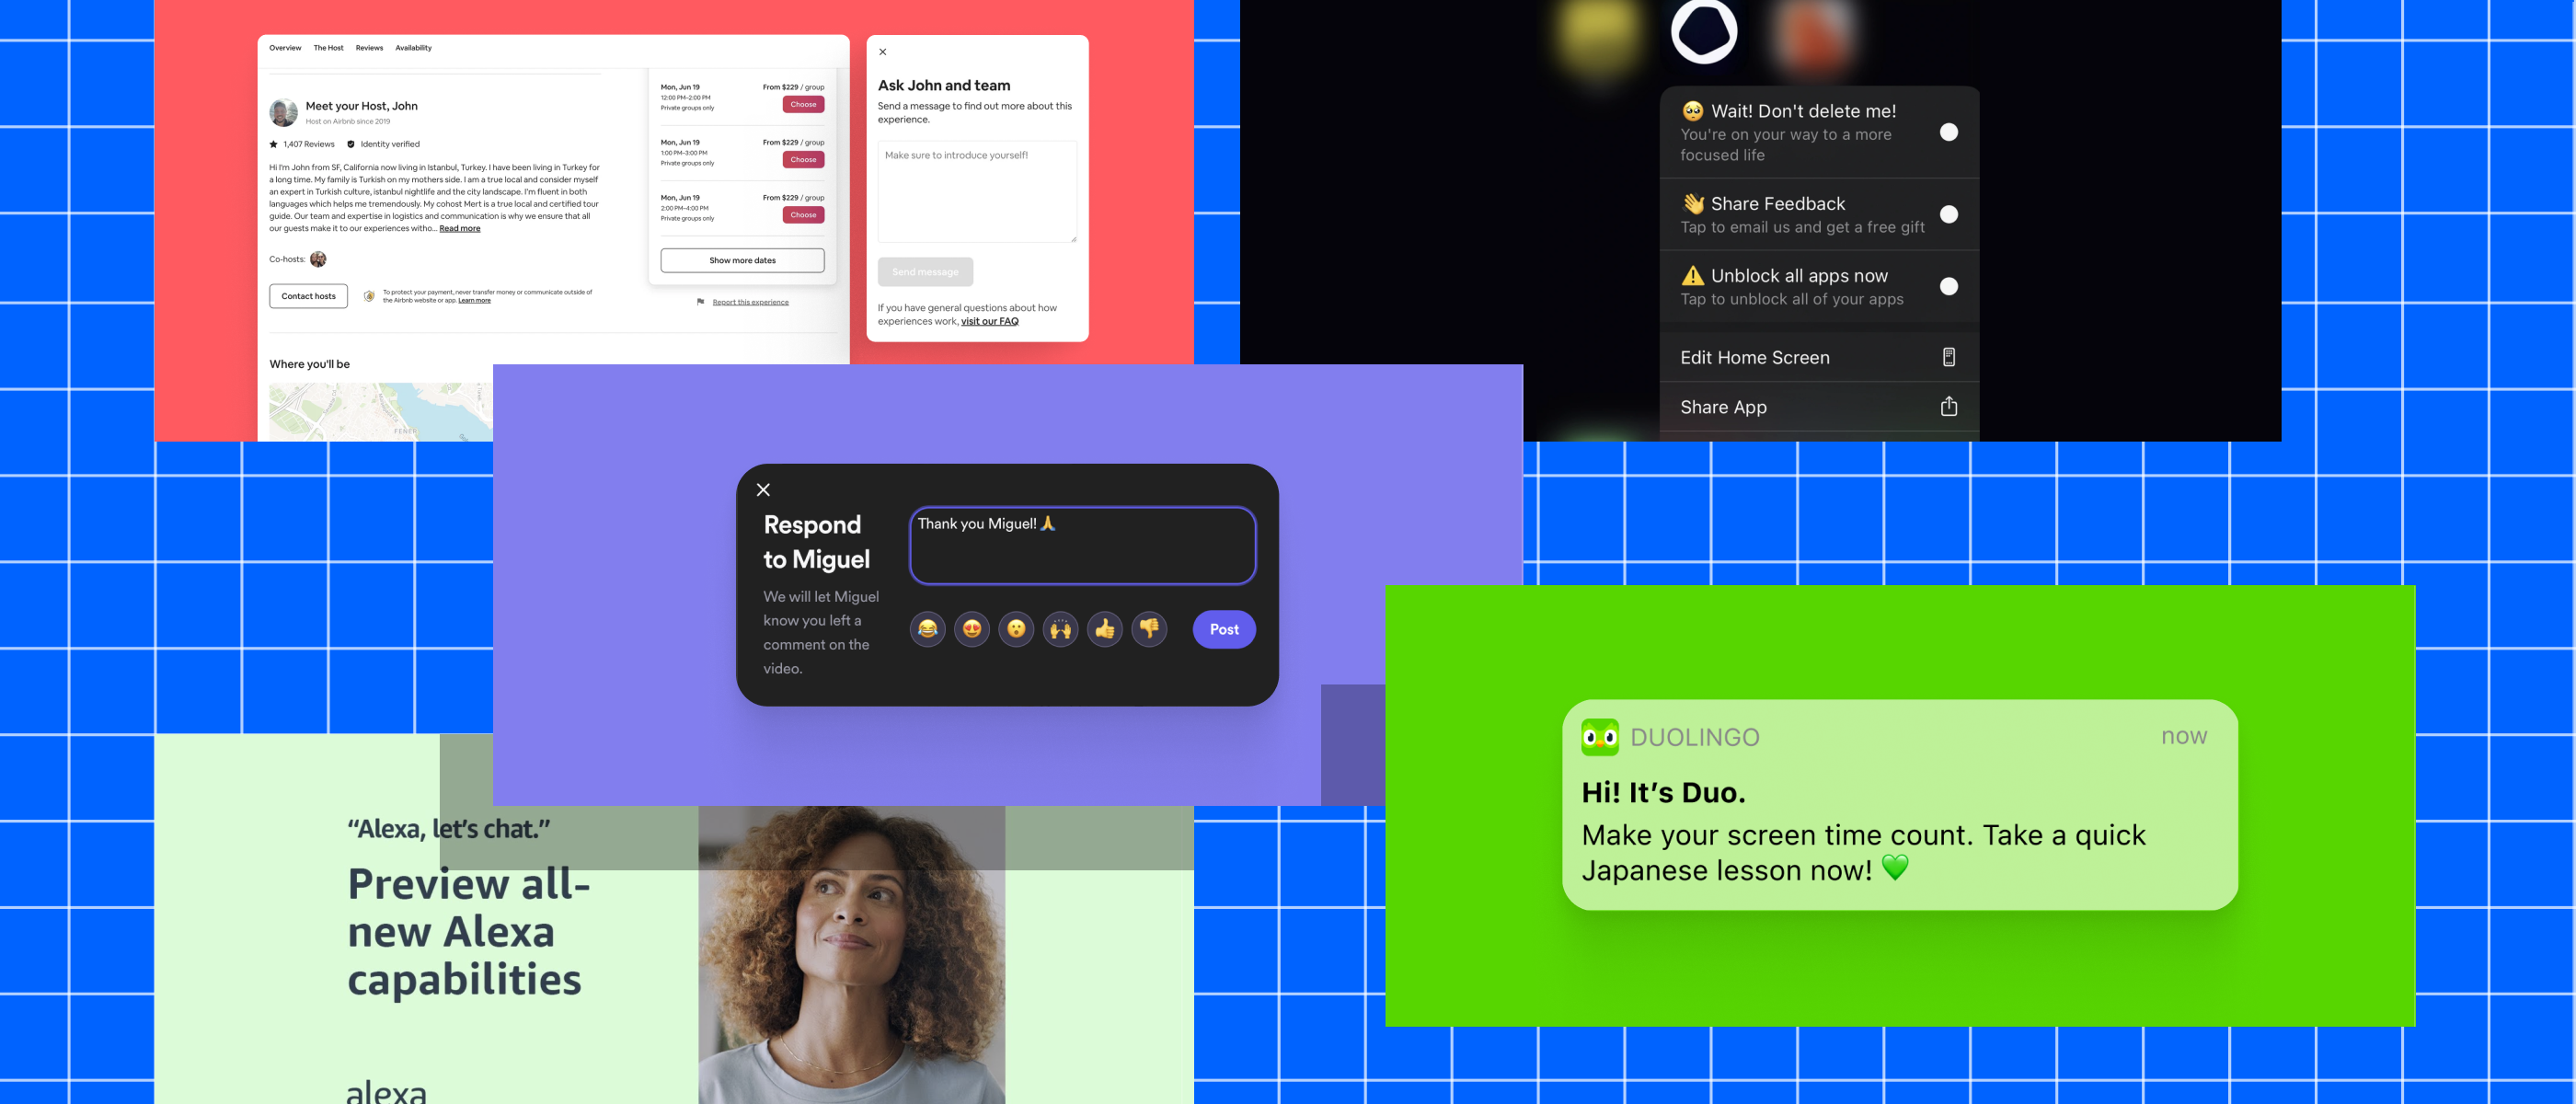 Overview The Host Reviews Availability
Meet your Host, John
Host on Airbnb since 2019
1,407 Reviews Identity verified
Hi I'm John from SF, California now living in Istanbul, Turkey. I have been living in Turkey for
a long time. My family is Turkish on my mothers side. I am a true local and consider myself
an expert in Turkish culture, istanbul nightlife and the city landscape. I'm fluent in both
languages which helps me tremendously. My cohost Mert is a true local and certified tour
guide. Our team and expertise in logistics and communication is why we ensure that all
our guests make it to our experiences witho... Read more
Co-hosts:
Contact hosts
To protect your payment, never transfer money or communicate outside of
the Airbnb website or app. Learn more
Where you'll be
FENER
Mon, Jun 19 From $229 / group
12:00 PM–2:00 PM
Private groups only
Choose
Mon, Jun 19 From $229 / group
1:00 PM–3:00 PM
Private groups only
Choose
Mon, Jun 19 From $229 / group
2:00 PM–4:00 PM
Private groups only
Choose
Show more dates
Report this experience
Ask John and team
Send a message to find out more about this
experience.
Make sure to introduce yourself!
Send message
If you have general questions about how
experiences work, visit our FAQ
🥺 Wait! Don't delete me!
You're on your way to a more
focused life
👋 Share Feedback
Tap to email us and get a free gift
⚠️ Unblock all apps now
Tap to unblock all of your apps
Edit Home Screen
Share App
Respond
to Miguel
We will let Miguel
know you left a
comment on the
video.
Thank you Miguel!🙏
Post
DUOLINGO now
Hi! It's Duo.
Make your screen time count. Take a quick
Japanese lesson now! 💚
“Alexa, let's chat.”
Preview all-
new Alexa
capabilities
alexa